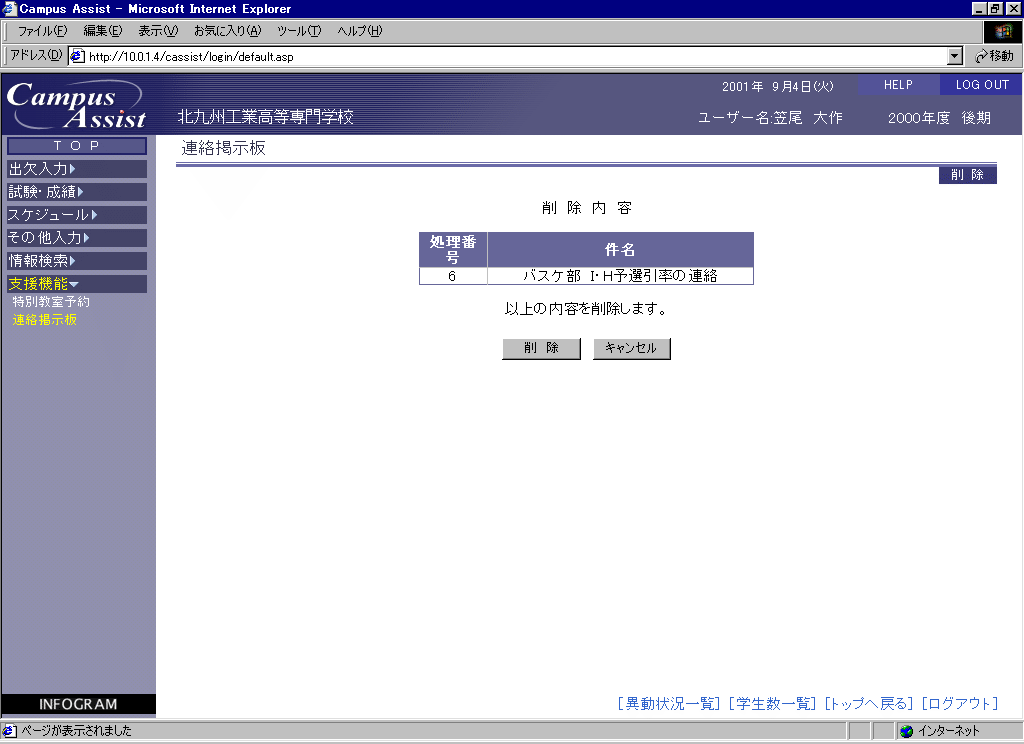 Campus Assist - Microsoft Internet Explorer
ファイル(F) 編集(E) 表示(V) お気に入り(A) ツール(T) ヘルプ(H)
アドレス(D) http://10.0.1.4/cassist/login/default.asp 移動
2001年 9月4日(火) HELP LOG OUT
Campus Assist
北九州工業高等専門学校 ユーザー名:笠尾 大作 2000年度 後期
TOP
連絡掲示板
出欠入力
削 除
試験・成績
スケジュール
削 除 内 容
その他入力
処理番号 件名
情報検索
6 バスケ部 I・H予選引率の連絡
支援機能
特別教室予約
以上の内容を削除します。
連絡掲示板
削 除 キャンセル
INFOGRAM
[異動状況一覧] [学生数一覧] [トップへ戻る] [ログアウト]
ページが表示されました インターネット